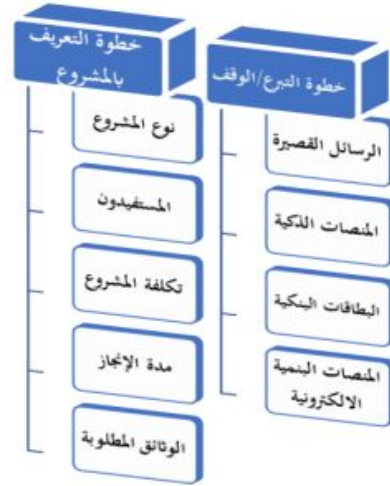 خطوة التبرع/الوقف
الرسائل القصيرة
المنصات الذكية
البطاقات البنكية
المنصات البنمية
الالكترونية
خطوة التعريف
بالمشروع
نوع المشروع
المستفيدون
تكلفة المشروع
مدة الإنجاز
الوثائق المطلوبة